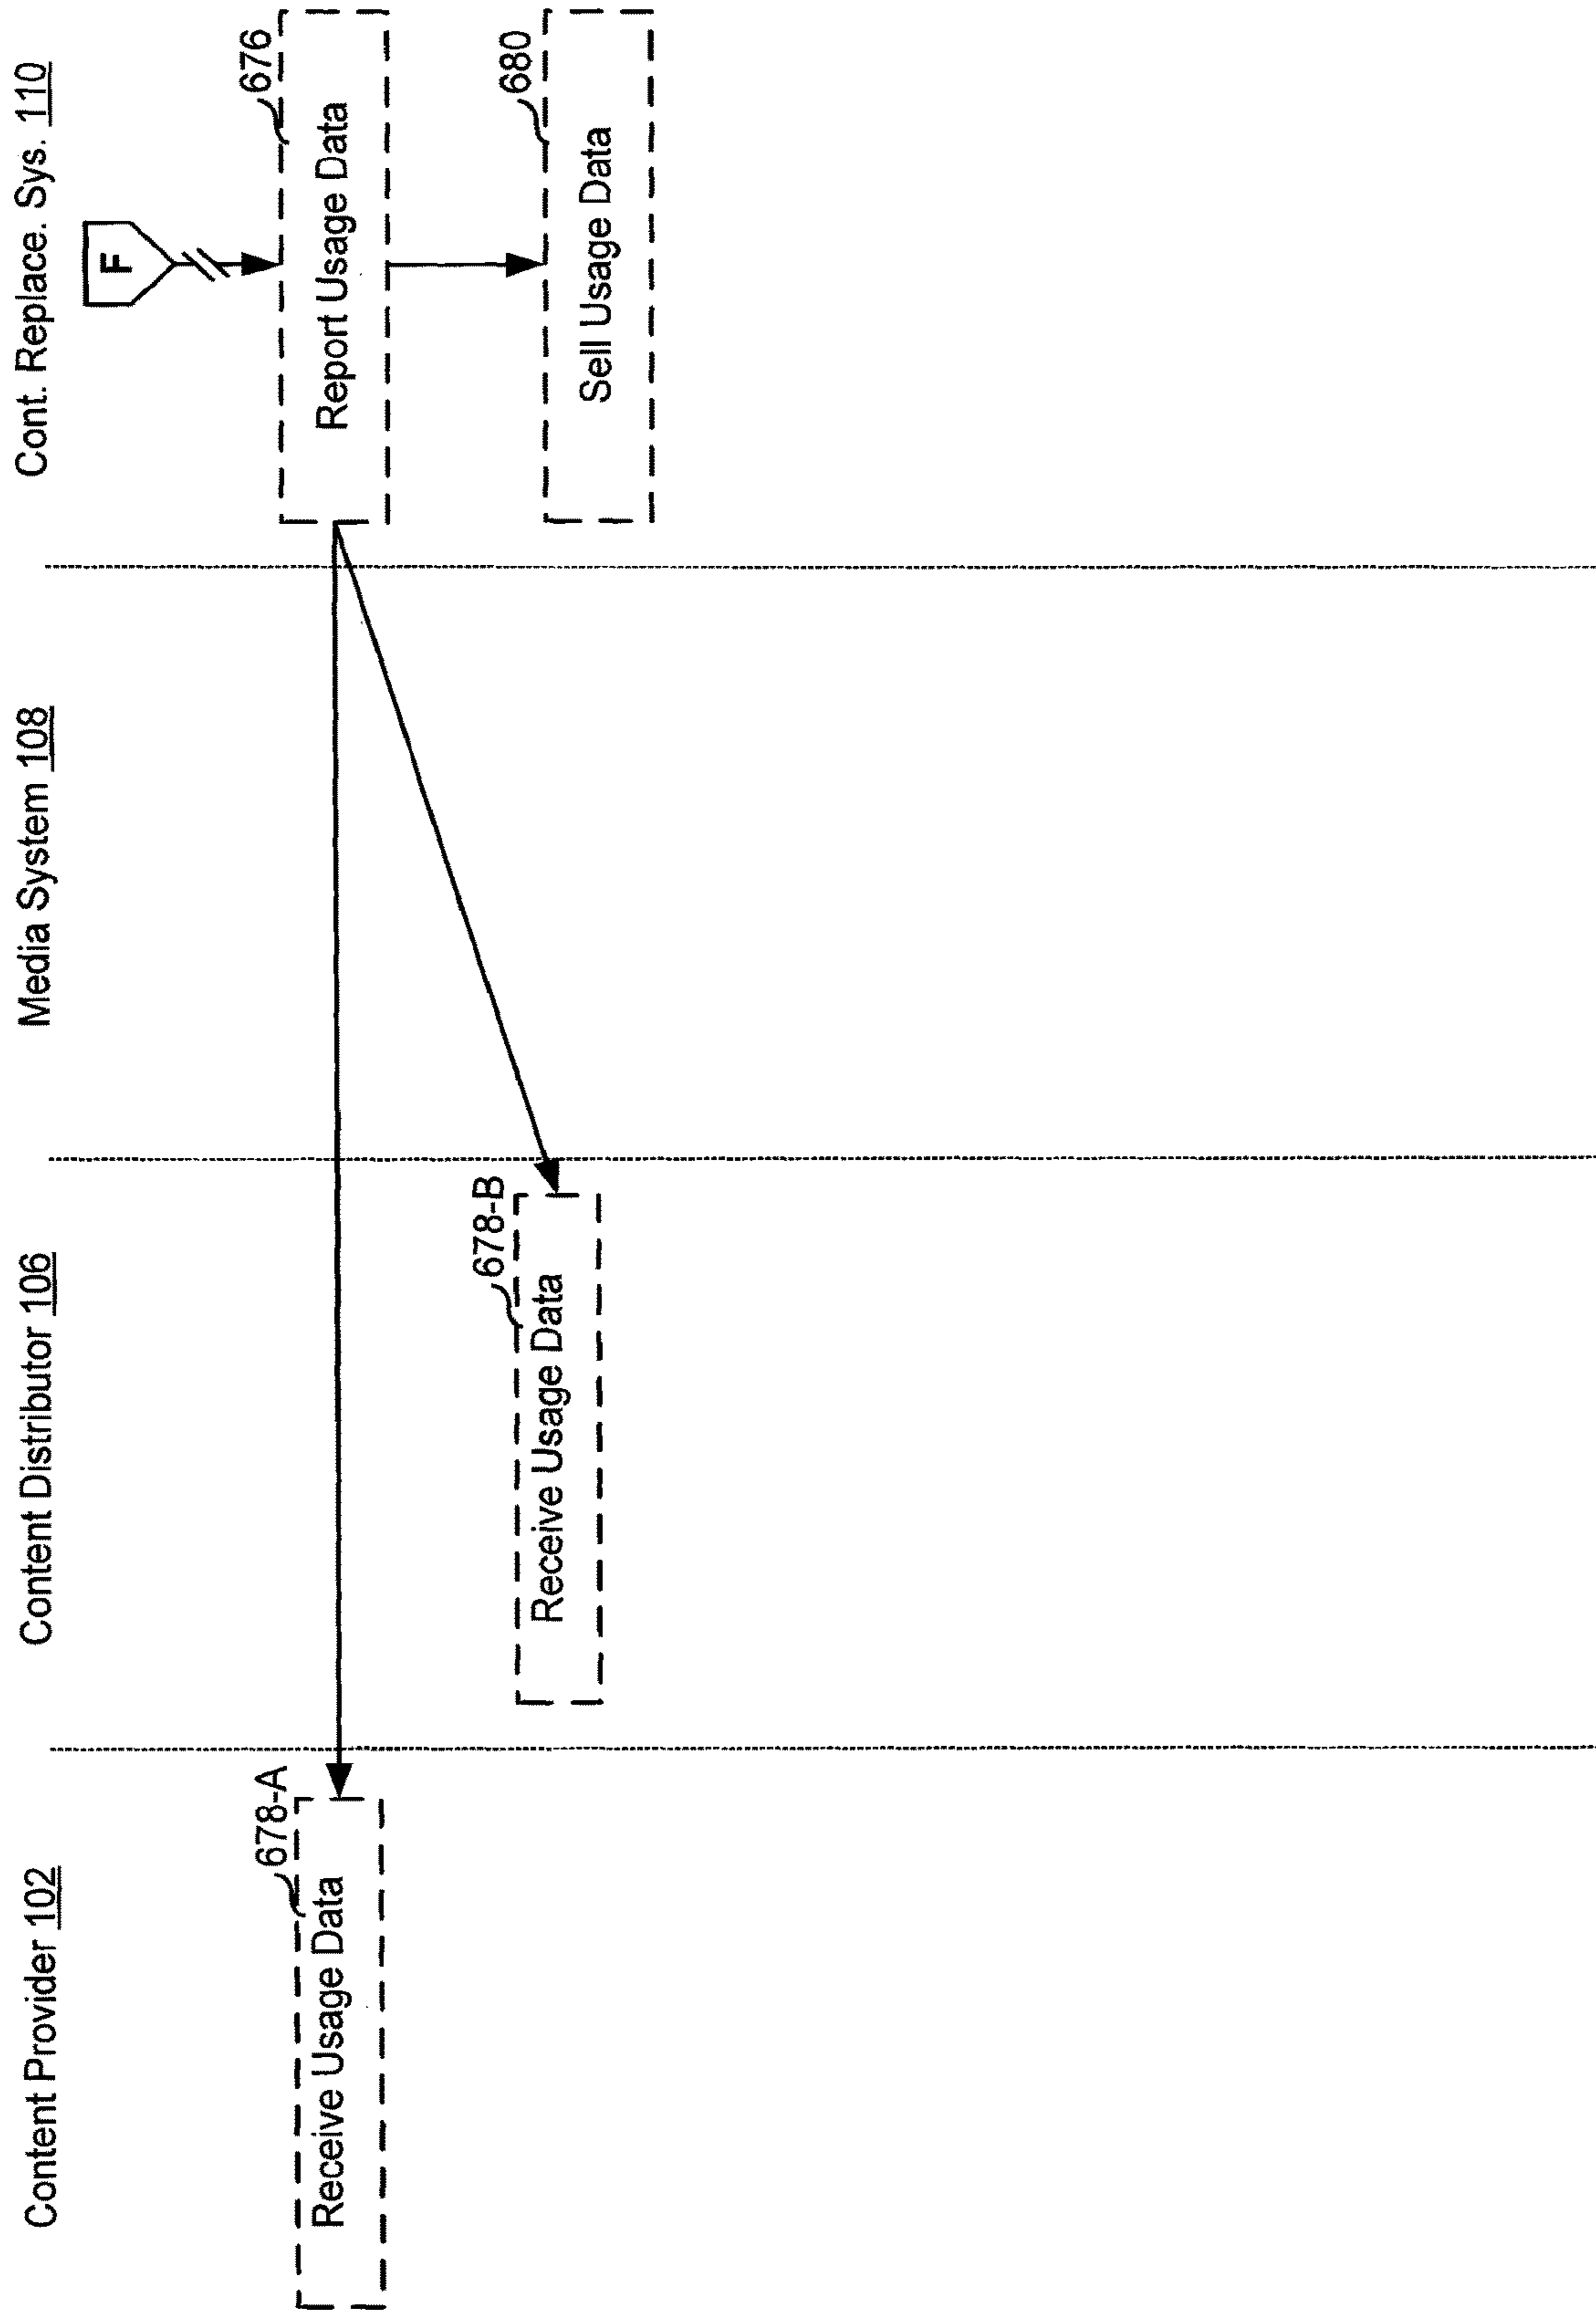 Content Provider 102
Content Distributor 106
Media System 108
Cont. Replace. Sys. 110
F
676
Report Usage Data
678-A
Receive Usage Data
678-B
Receive Usage Data
680
Sell Usage Data